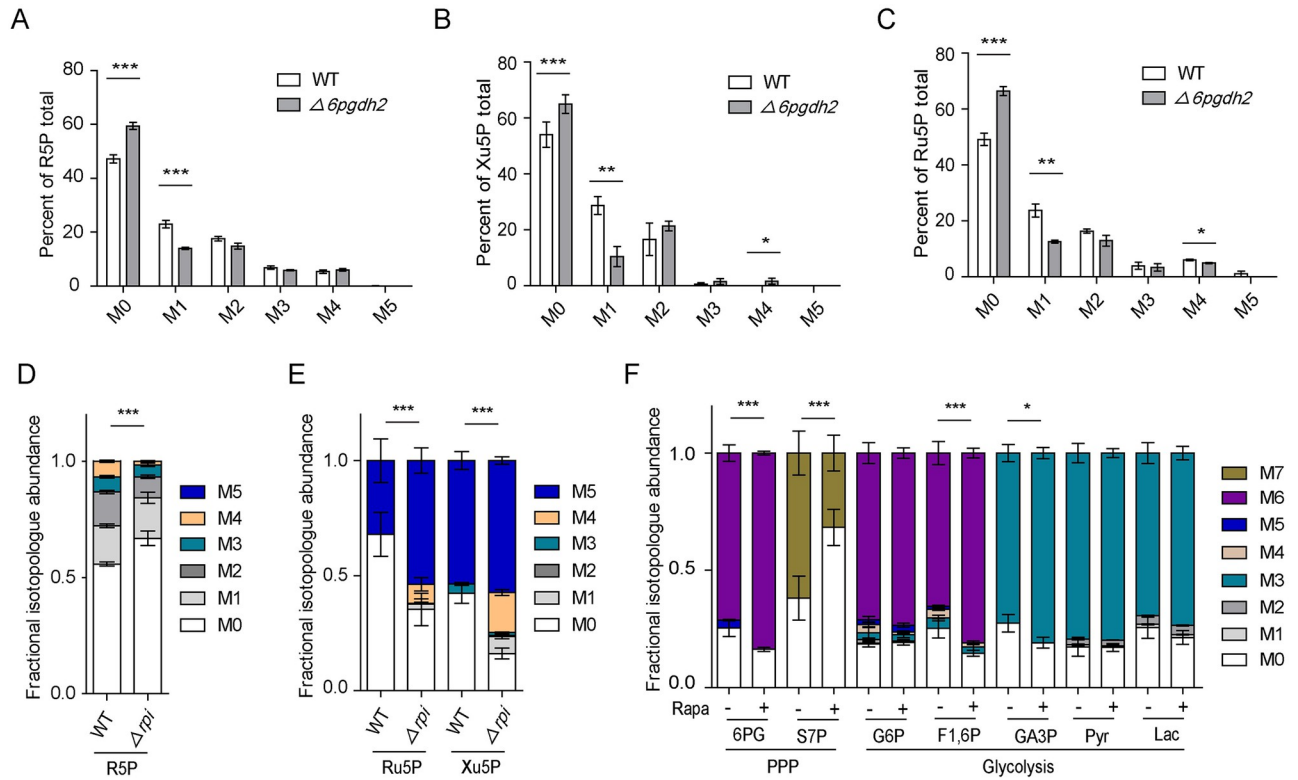 A
Percent of R5P total
80
60
40
20
0
***
***
WT
Δ6pgdh2
M0 M1 M2 M3 M4 M5
B
Percent of Xu5P total
80
60
40
20
0
***
**
*
WT
Δ6pgdh2
M0 M1 M2 M3 M4 M5
C
Percent of Ru5P total
80
60
40
20
0
***
**
*
WT
Δ6pgdh2
M0 M1 M2 M3 M4 M5
D
Fractional isotopologue abundance
1.0
0.5
0.0
***
M5
M4
M3
M2
M1
M0
WT Δrpi
R5P
E
Fractional isotopologue abundance
1.0
0.5
0.0
*** ***
M5
M4
M3
M2
M1
M0
WT Δrpi WT Δrpi
Ru5P Xu5P
F
Fractional isotopologue abundance
1.0
0.5
0.0
*** *** *** *
M7
M6
M5
M4
M3
M2
M1
M0
Rapa - + - + - + - + - + - + - +
6PG S7P G6P F1,6P GA3P Pyr Lac
PPP Glycolysis